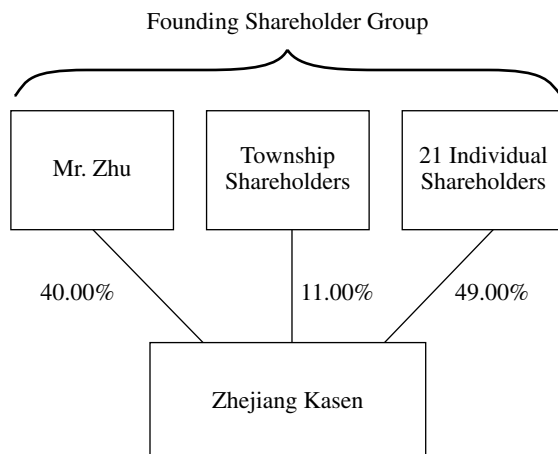 Founding Shareholder Group
Mr. Zhu
Township
Shareholders
21 Individual
Shareholders
40.00%
11.00%
49.00%
Zhejiang Kasen